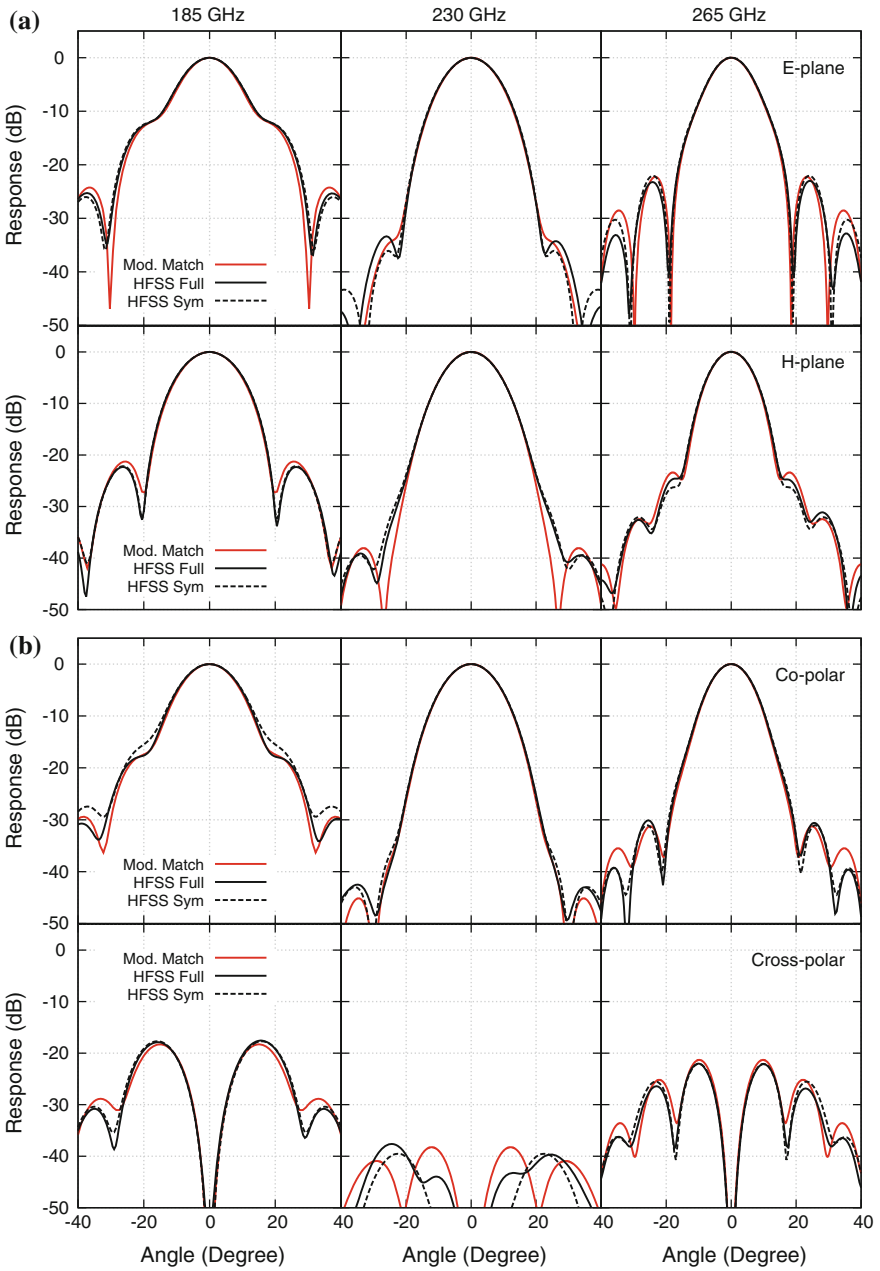 (a)
185 GHz 230 GHz 265 GHz
0
-10
-20
-30
-40
-50
Response (dB)
Mod. Match
HFSS Full
HFSS Sym
E-plane
0
-10
-20
-30
-40
-50
Response (dB)
Mod. Match
HFSS Full
HFSS Sym
H-plane
(b)
0
-10
-20
-30
-40
-50
Response (dB)
Mod. Match
HFSS Full
HFSS Sym
Co-polar
0
-10
-20
-30
-40
-50
Response (dB)
Mod. Match
HFSS Full
HFSS Sym
Cross-polar
-40 -20 0 20 40 -20 0 20 40 -20 0 20 40
Angle (Degree) Angle (Degree) Angle (Degree)